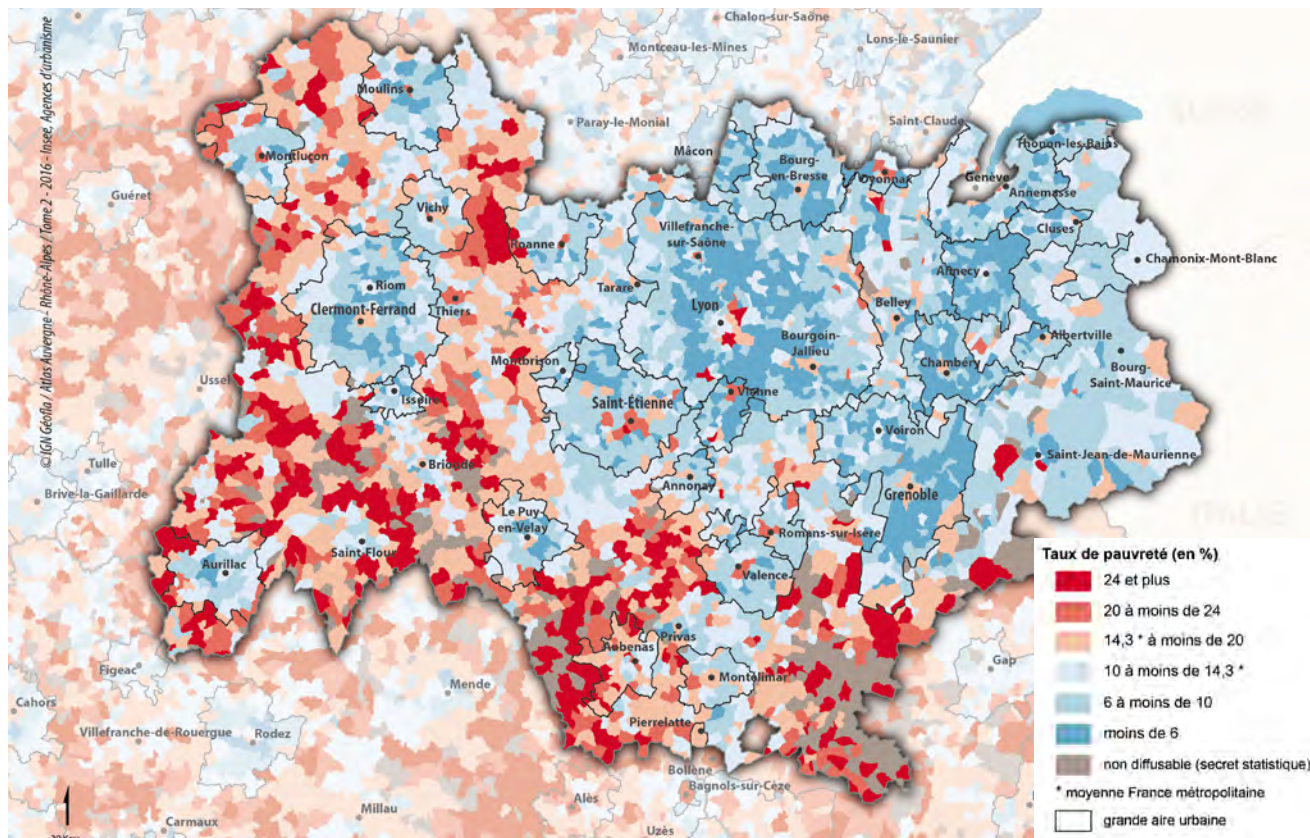 © IGN Géofla / Atlas Auvergne - Rhône-Alpes / Tome 2 - 2016 - Insee, Agences d'urbanisme
Chalon-sur-Saône
Montceau-les-Mines
Lons-le-Saunier
Moulins
Paray-le-Monial
Saint-Claude
Mâcon
Bourg-
en-Bresse
Oyonnax
Genève
Thonon-les-Bains
Annemasse
Montluçon
Guéret
Vichy
Roanne
Villefranche-
sur-Saône
Cluses
Chamonix-Mont-Blanc
Annecy
Riom
Clermont-Ferrand
Thiers
Tarare
Lyon
Belley
Bourgoin-
Jallieu
Albertville
Chambéry
Bourg-
Saint-Maurice
Montbrison
Ussel
Issoire
Saint-Étienne
Vienne
Voiron
Saint-Jean-de-Maurienne
Tulle
Brive-la-Gaillarde
Brioude
Annonay
Grenoble
Le Puy-
en-Velay
Romans-sur-Isère
ITALIE
Saint-Flour
Aurillac
Valence
Privas
Aubenas
Montélimar
Gap
Figeac
Mende
Cahors
Villefranche-de-Rouergue
Rodez
Pierrelatte
Bollène
Bagnols-sur-Cèze
Alès
Uzès
Millau
Carmaux
20 Km
Taux de pauvreté (en %)
24 et plus
20 à moins de 24
14,3 * à moins de 20
10 à moins de 14,3 *
6 à moins de 10
moins de 6
non diffusable (secret statistique)
* moyenne France métropolitaine
grande aire urbaine